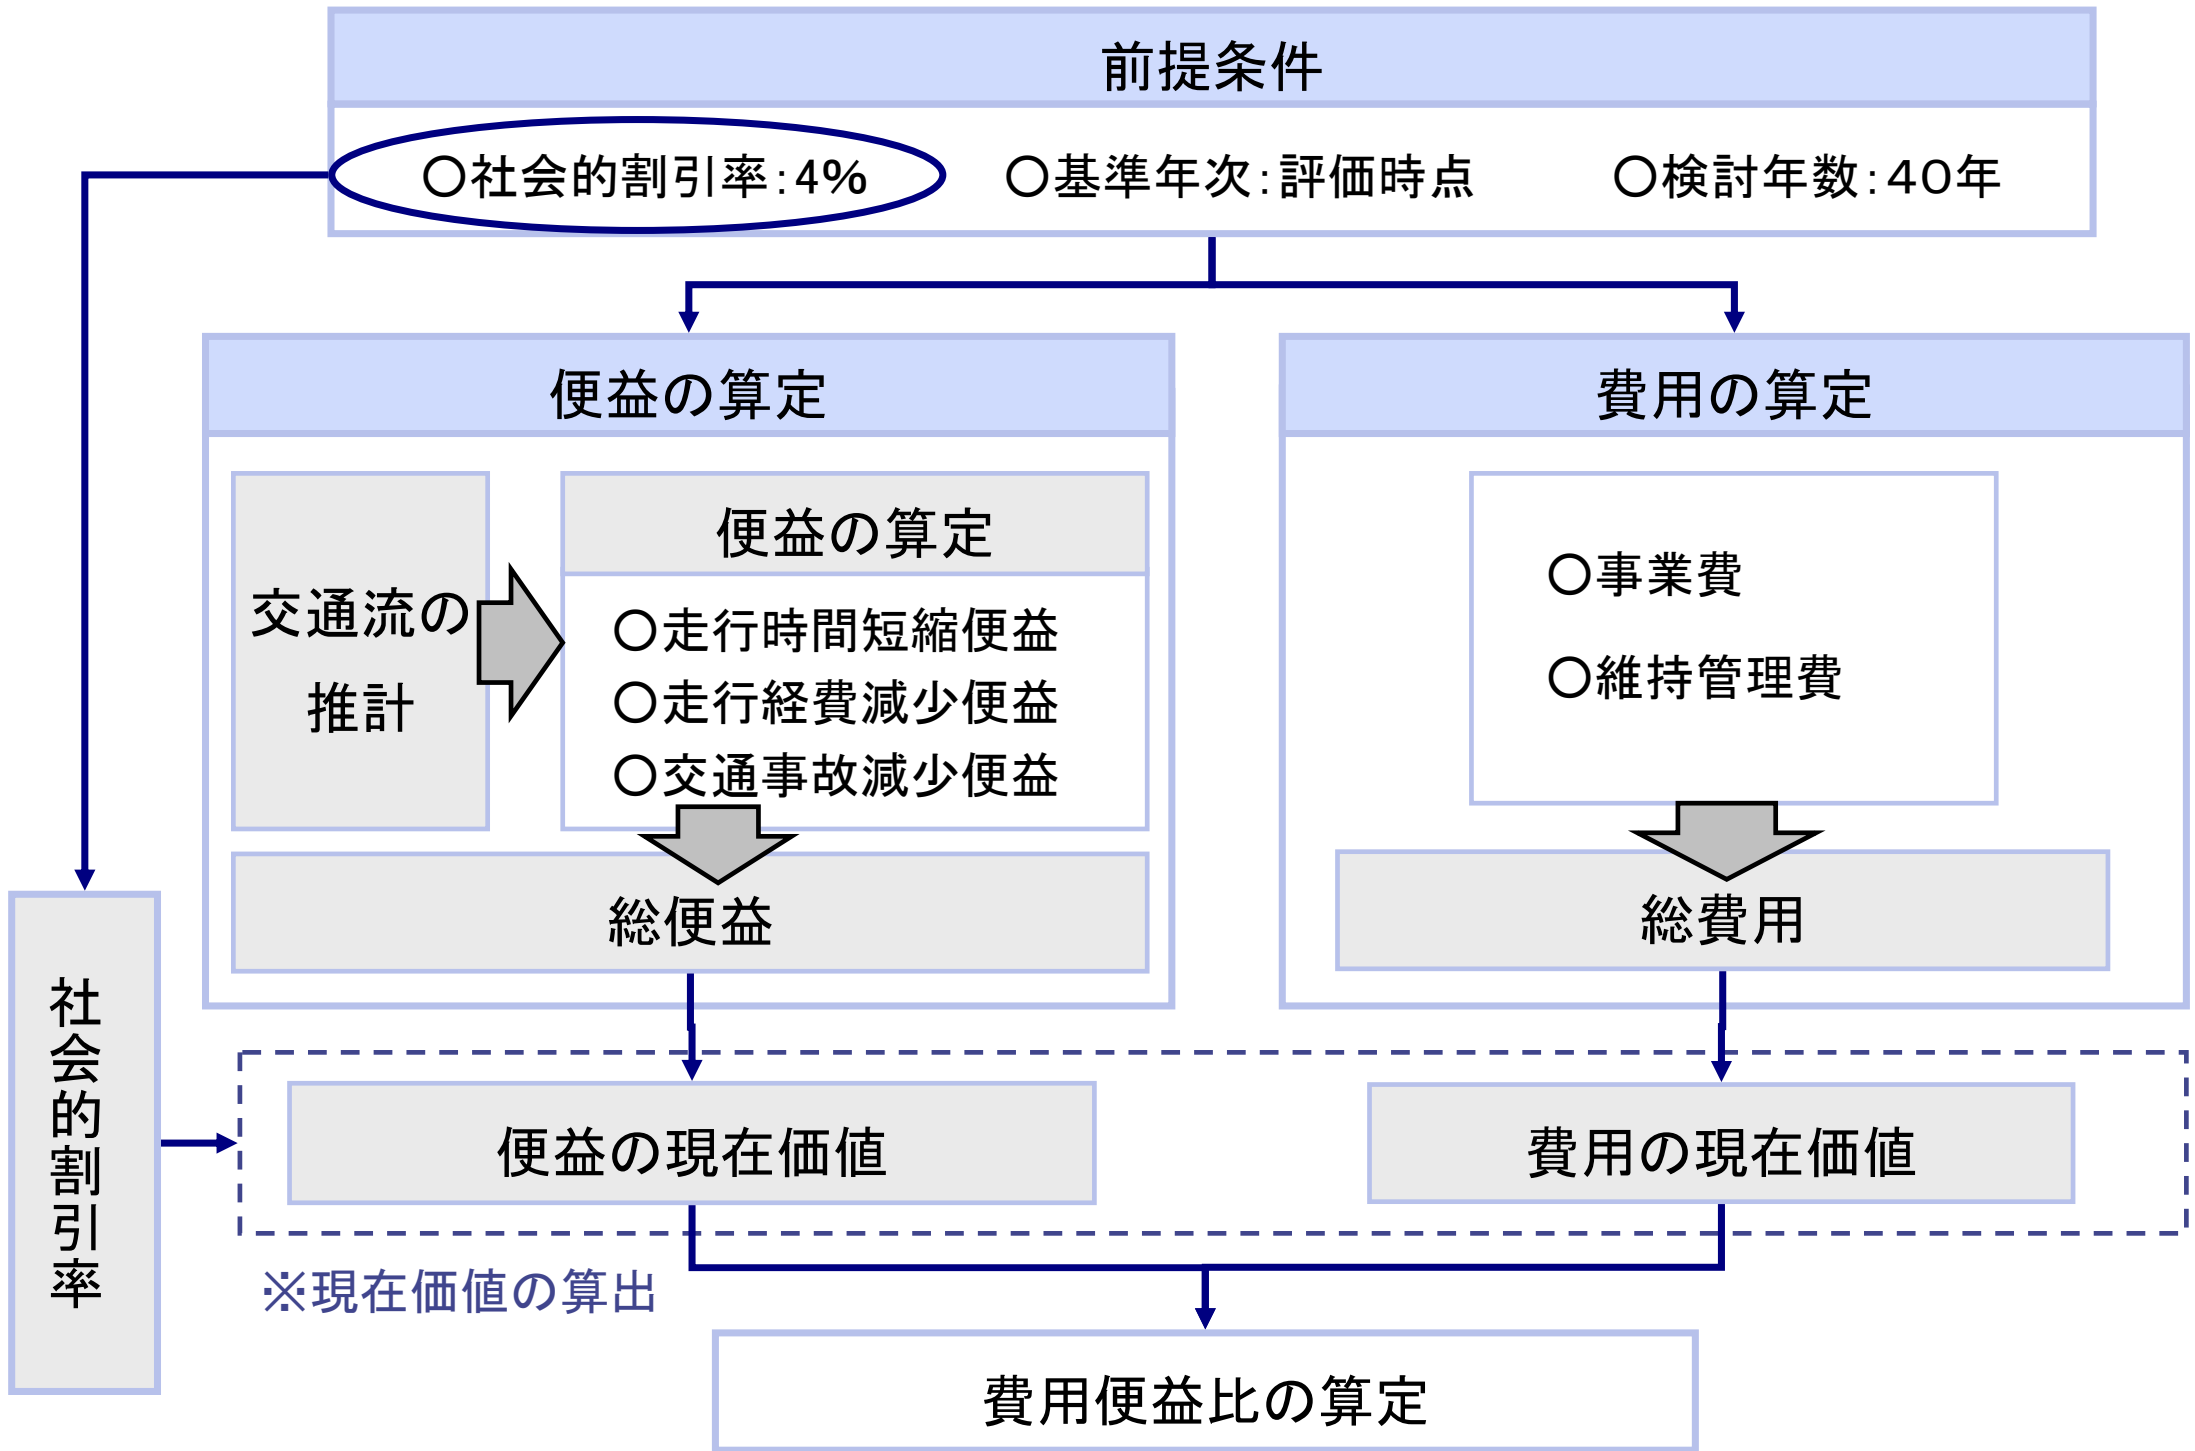 前提条件
○社会的割引率：4%
○基準年次：評価時点
○検討年数：40年
便益の算定
費用の算定
交通流の
推計
便益の算定
○走行時間短縮便益
○走行経費減少便益
○交通事故減少便益
○事業費
○維持管理費
総便益
総費用
社会的割引率
便益の現在価値
費用の現在価値
※現在価値の算出
費用便益比の算定